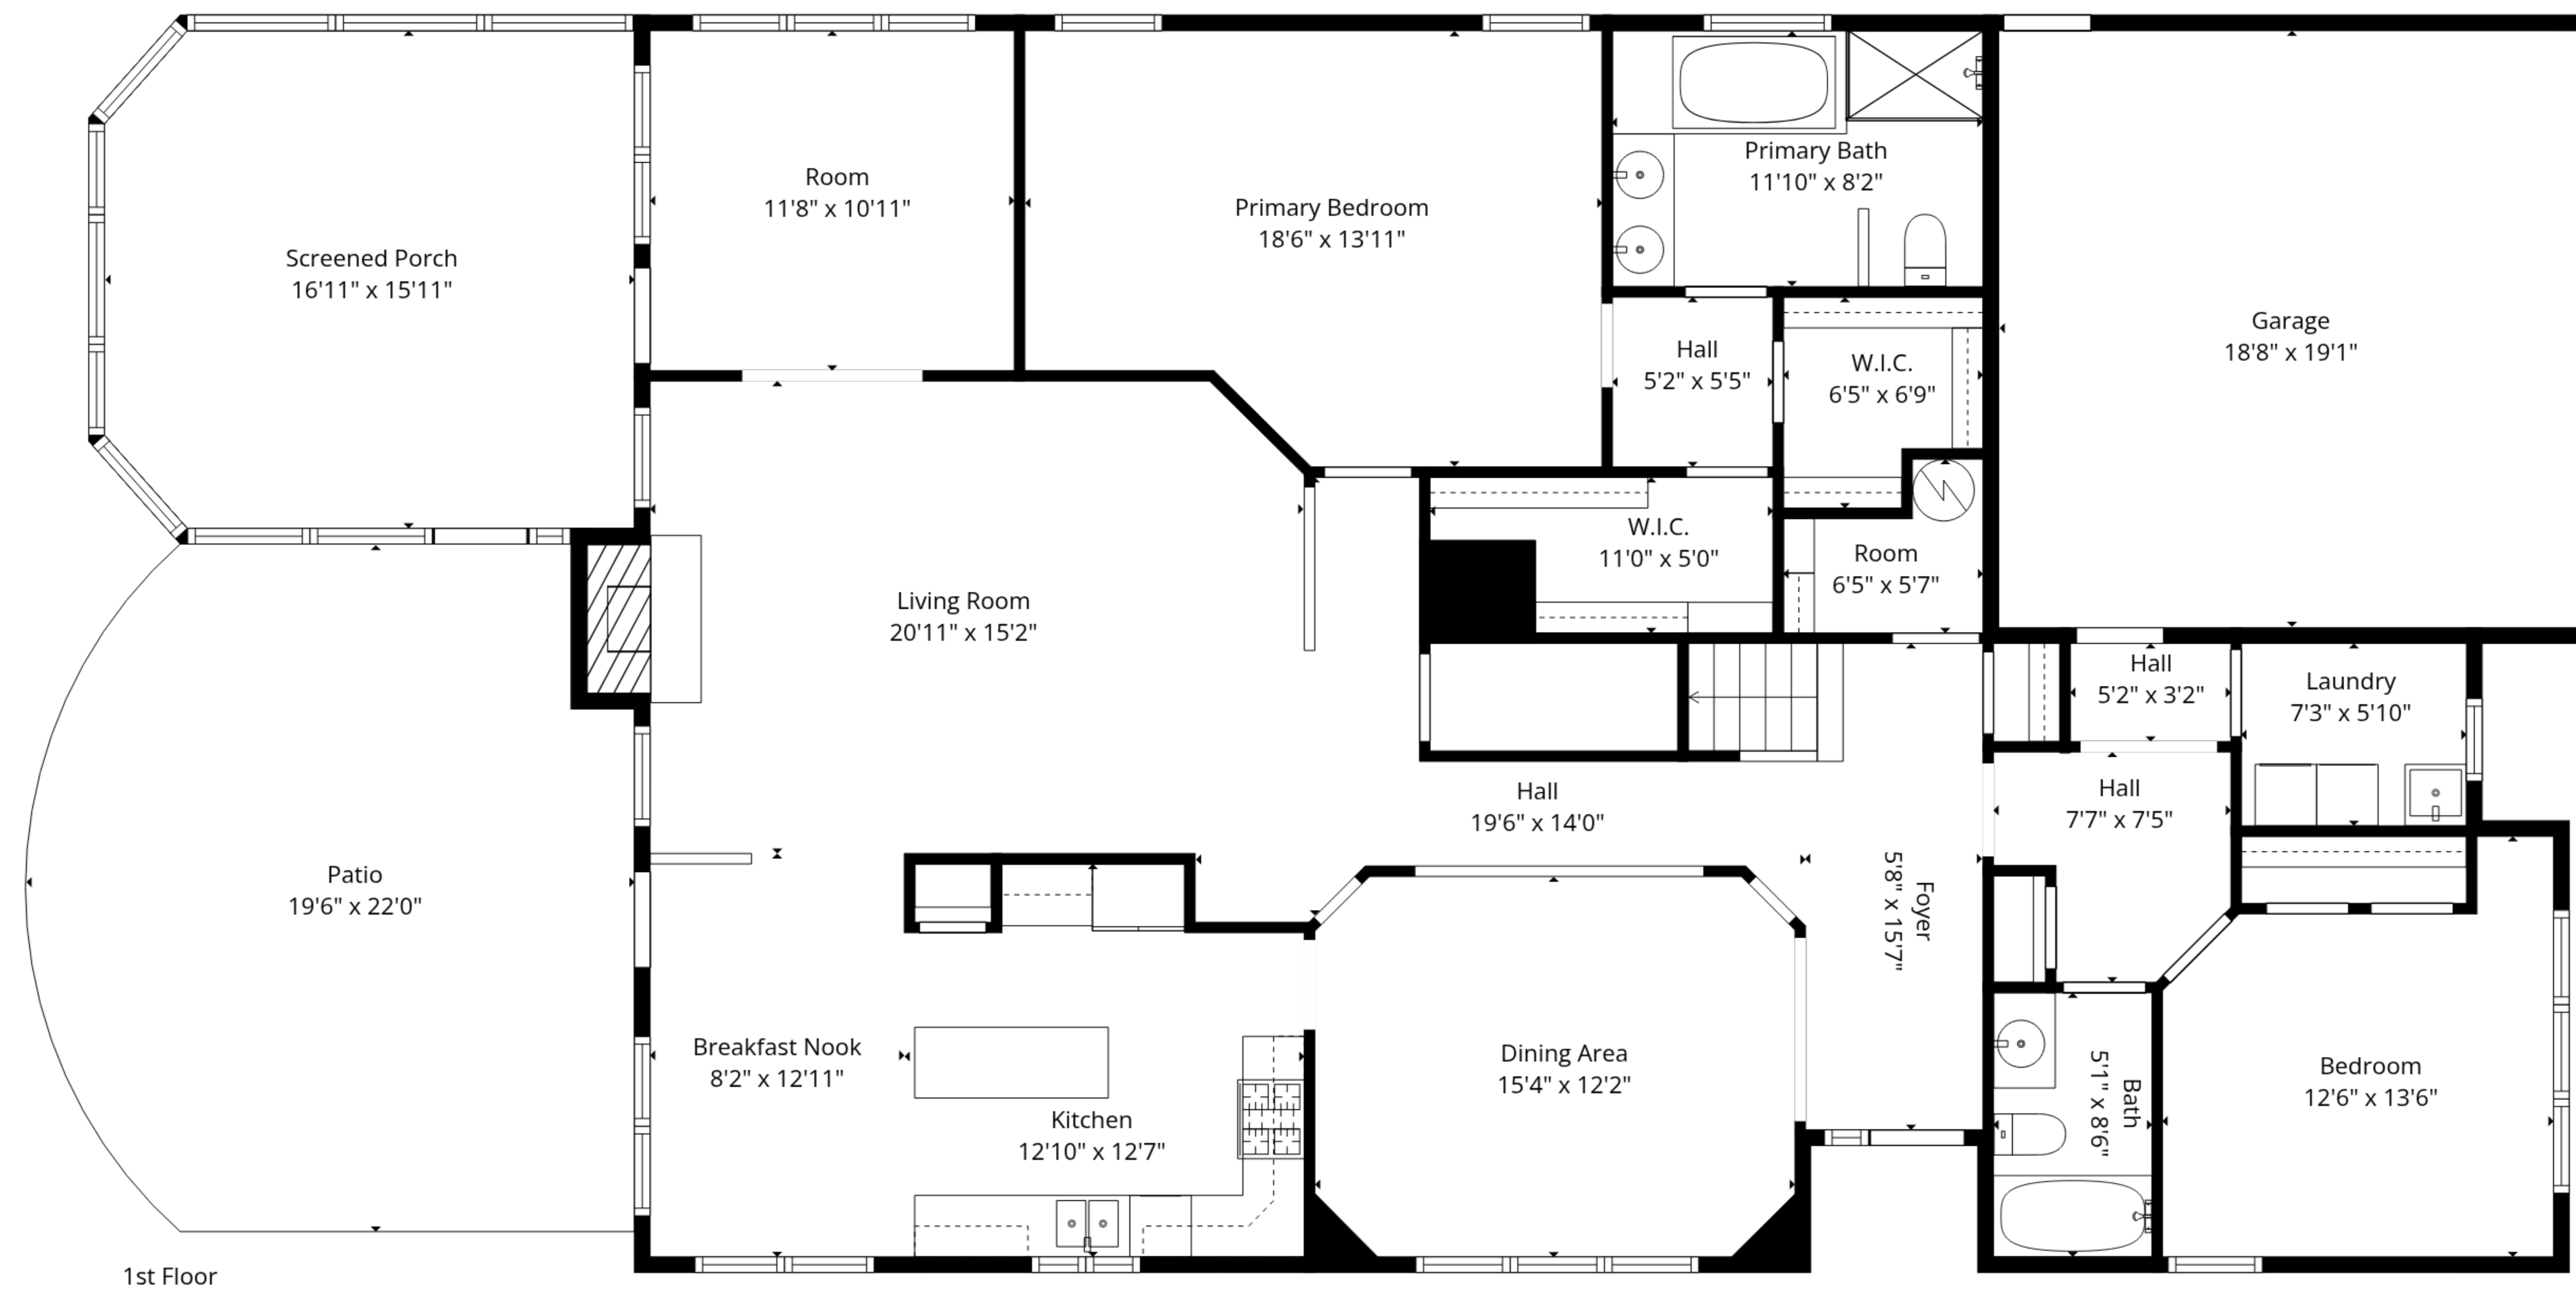 Screened Porch
16'11" x 15'11"
Room
11'8" x 10'11"
Primary Bedroom
18'6" x 13'11"
Primary Bath
11'10" x 8'2"
Hall
5'2" x 5'5"
W.I.C.
6'5" x 6'9"
Garage
18'8" x 19'1"
W.I.C.
11'0" x 5'0"
Room
6'5" x 5'7"
Living Room
20'11" x 15'2"
Hall
5'2" x 3'2"
Laundry
7'3" x 5'10"
Hall
19'6" x 14'0"
Hall
7'7" x 7'5"
Patio
19'6" x 22'0"
Foyer
5'8" x 15'7"
Breakfast Nook
8'2" x 12'11"
Kitchen
12'10" x 12'7"
Dining Area
15'4" x 12'2"
Bath
5'1" x 8'6"
Bedroom
12'6" x 13'6"
1st Floor